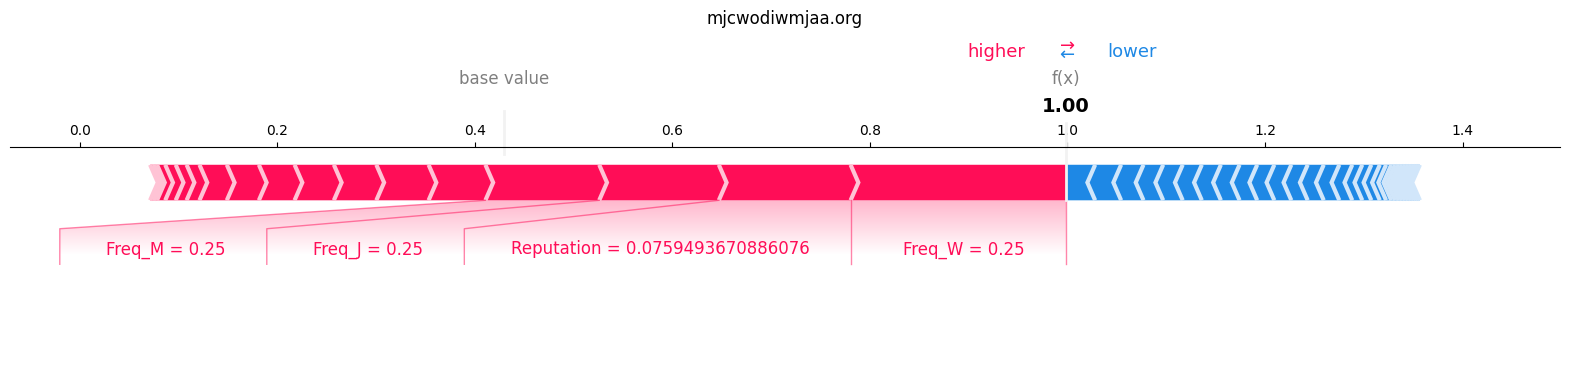 mjcwodiwmjaa.org
higher ⇄ lower
base value f(x)
1.00
0.0 0.2 0.4 0.6 0.8 1.0 1.2 1.4
Freq_M = 0.25 Freq_J = 0.25 Reputation = 0.0759493670886076 Freq_W = 0.25